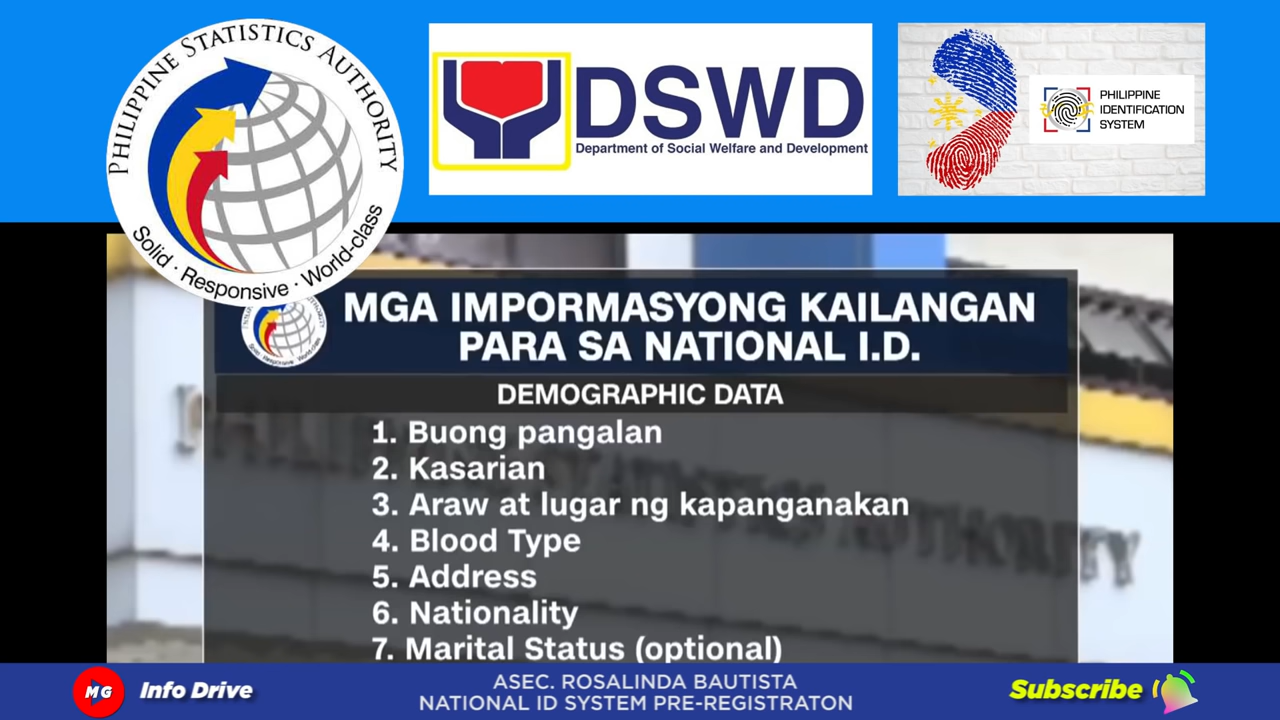 PHILIPPINE STATISTICS AUTHORITY
Solid · Responsive · World-class
DSWD
Department of Social Welfare and Development
PHILIPPINE
IDENTIFICATION
SYSTEM
MGA IMPORMASYONG KAILANGAN
PARA SA NATIONAL I.D.
DEMOGRAPHIC DATA
1. Buong pangalan
2. Kasarian
3. Araw at lugar ng kapanganakan
4. Blood Type
5. Address
6. Nationality
7. Marital Status (optional)
MG
Info Drive
ASEC. ROSALINDA BAUTISTA
NATIONAL ID SYSTEM PRE-REGISTRATON
Subscribe